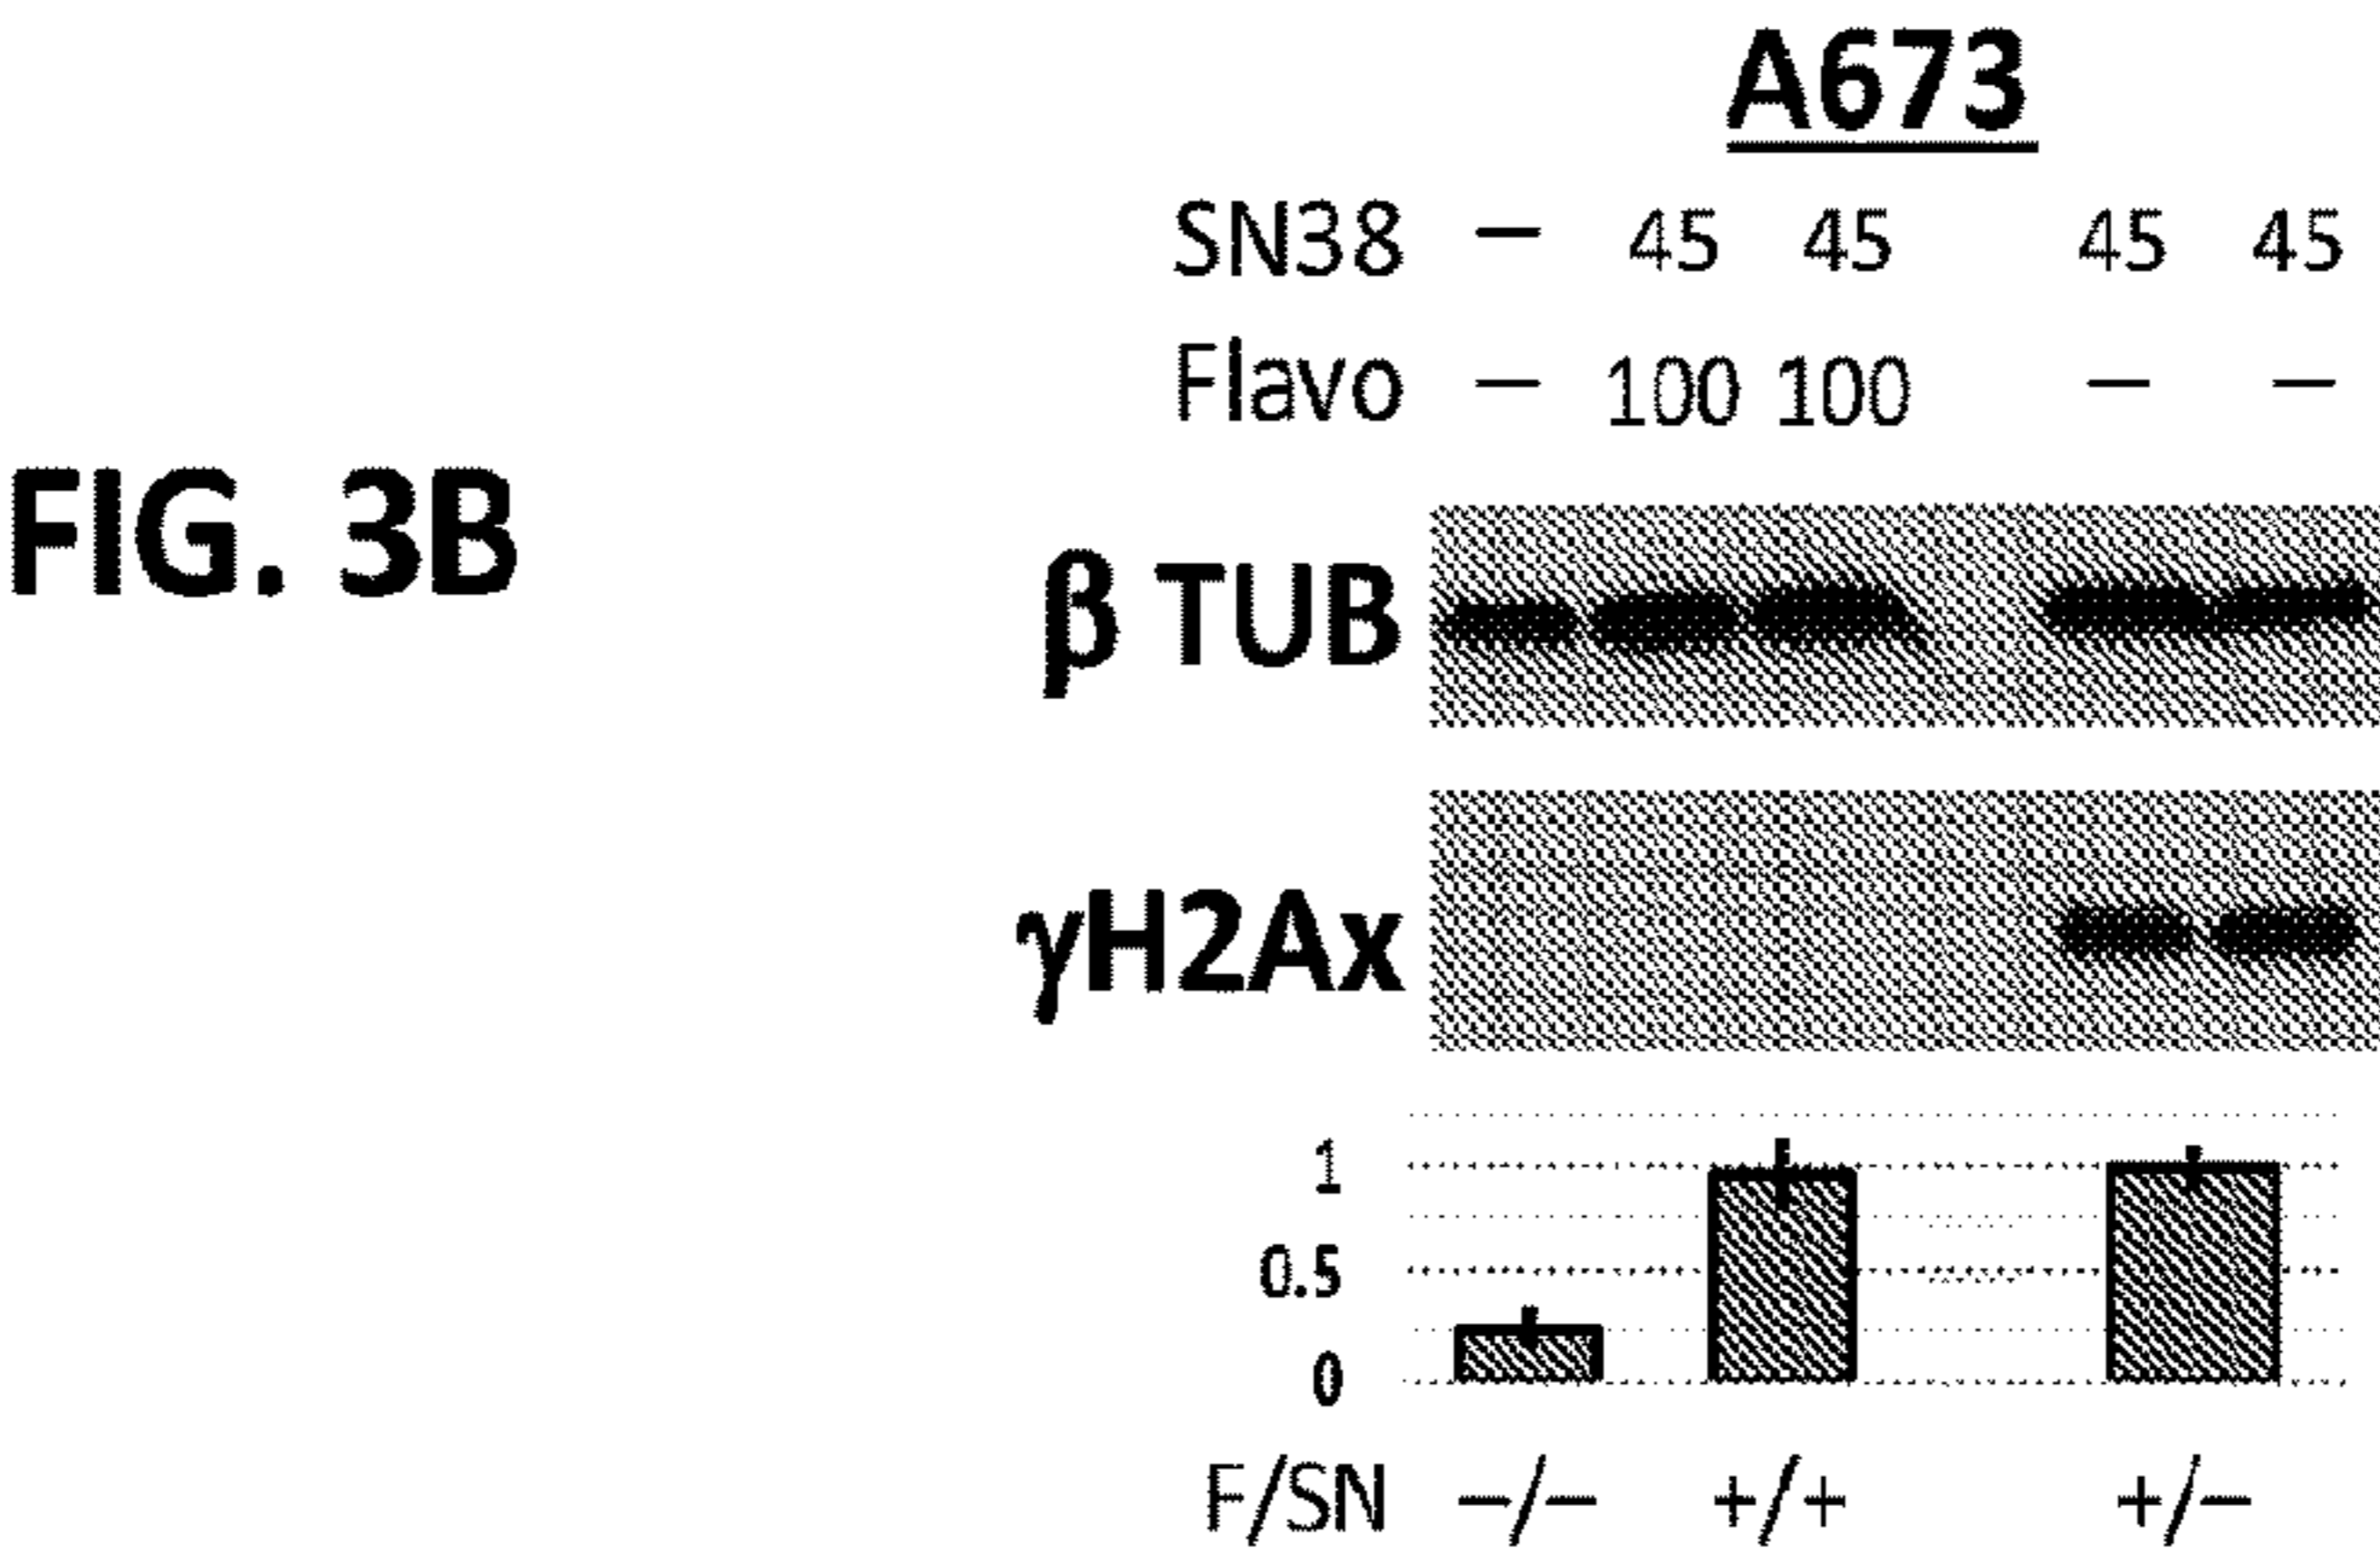 A673
SN38 – 45 45 45 45
Flavo – 100 100 – –
FIG. 3B
β TUB
γH2Ax
1
0.5
0
F/SN –/– +/+ +/–